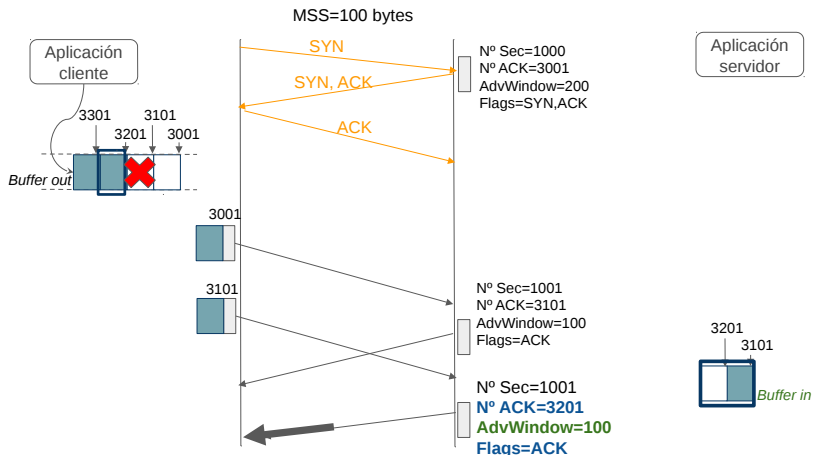 MSS=100 bytes
Aplicación
cliente
SYN
Nº Sec=1000
Nº ACK=3001
AdvWindow=200
Flags=SYN,ACK
Aplicación
servidor
SYN, ACK
3301
3101
3201
3001
ACK
Buffer out
3001
3101
Nº Sec=1001
Nº ACK=3101
AdvWindow=100
Flags=ACK
3201
3101
Buffer in
Nº Sec=1001
Nº ACK=3201
AdvWindow=100
Flags=ACK